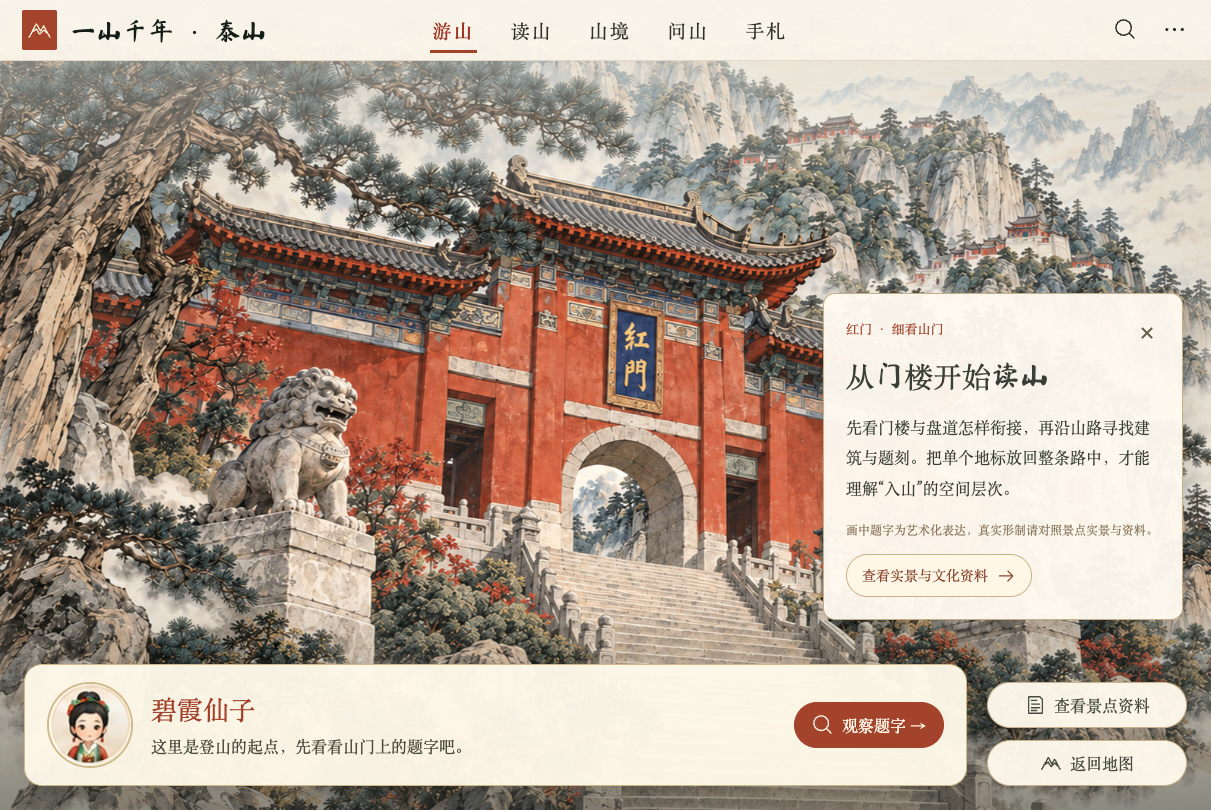 一山千年 · 泰山
游山 读山 山境 问山 手札
紅門
红门 · 细看山门
从门楼开始读山
先看门楼与盘道怎样衔接，再沿山路寻找建
筑与题刻。把单个地标放回整条路中，才能
理解“入山”的空间层次。
画中题字为艺术化表达，真实形制请对照景点实景与资料。
查看实景与文化资料 →
碧霞仙子
这里是登山的起点，先看看山门上的题字吧。
观察题字 →
查看景点资料
返回地图